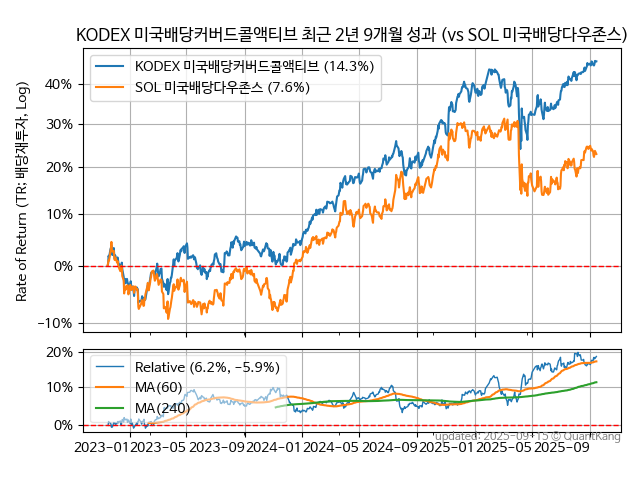 KODEX 미국배당커버드콜액티브 최근 2년 9개월 성과 (vs SOL 미국배당다우존스)
KODEX 미국배당커버드콜액티브 (14.3%)
SOL 미국배당다우존스 (7.6%)
Rate of Return (TR: 배당재투자, Log)
40%
30%
20%
10%
0%
−10%
Relative (6.2%, −5.9%)
MA(60)
MA(240)
20%
10%
0%
2023−01
2023−05
2023−09
2024−01
2024−05
2024−09
2025−01
2025−05
2025−09
updated: 2025−09−15 © QuantKang